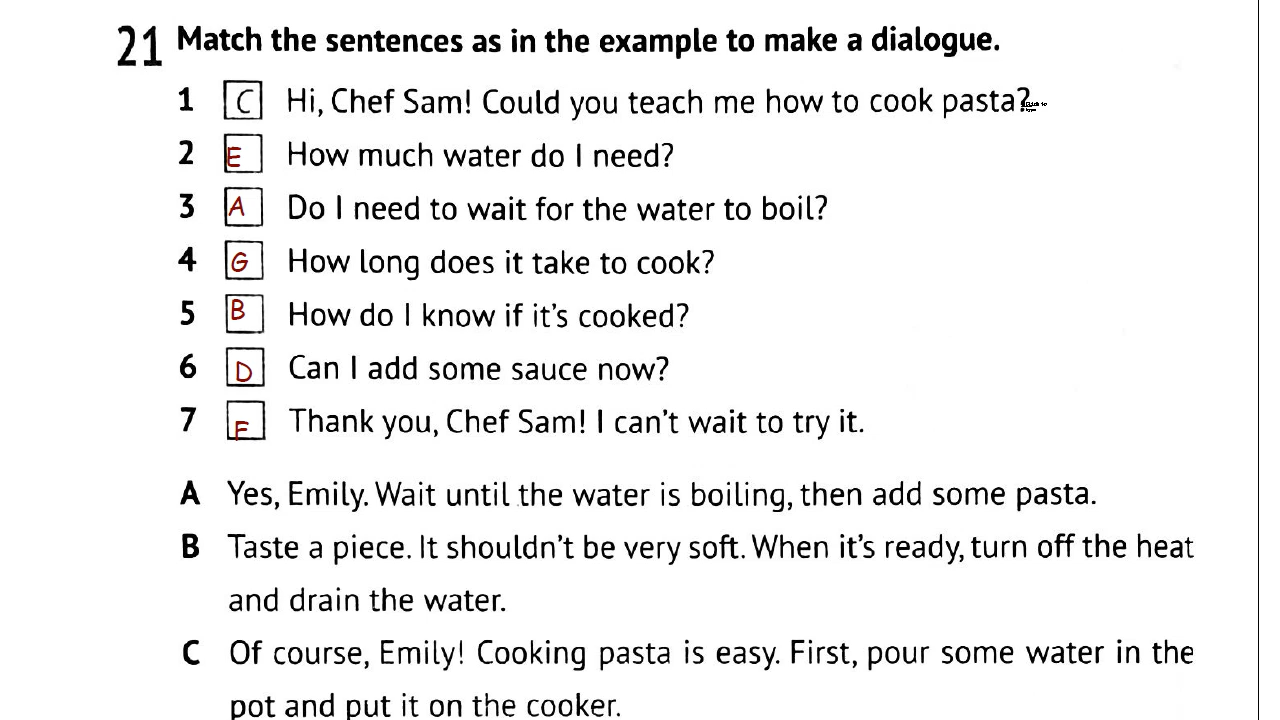 21 Match the sentences as in the example to make a dialogue.
1 C Hi, Chef Sam! Could you teach me how to cook pasta?
2 E How much water do I need?
3 A Do I need to wait for the water to boil?
4 G How long does it take to cook?
5 B How do I know if it's cooked?
6 D Can I add some sauce now?
7 F Thank you, Chef Sam! I can't wait to try it.
A Yes, Emily. Wait until the water is boiling, then add some pasta.
B Taste a piece. It shouldn't be very soft. When it's ready, turn off the heat
and drain the water.
C Of course, Emily! Cooking pasta is easy. First, pour some water in the
pot and put it on the cooker.